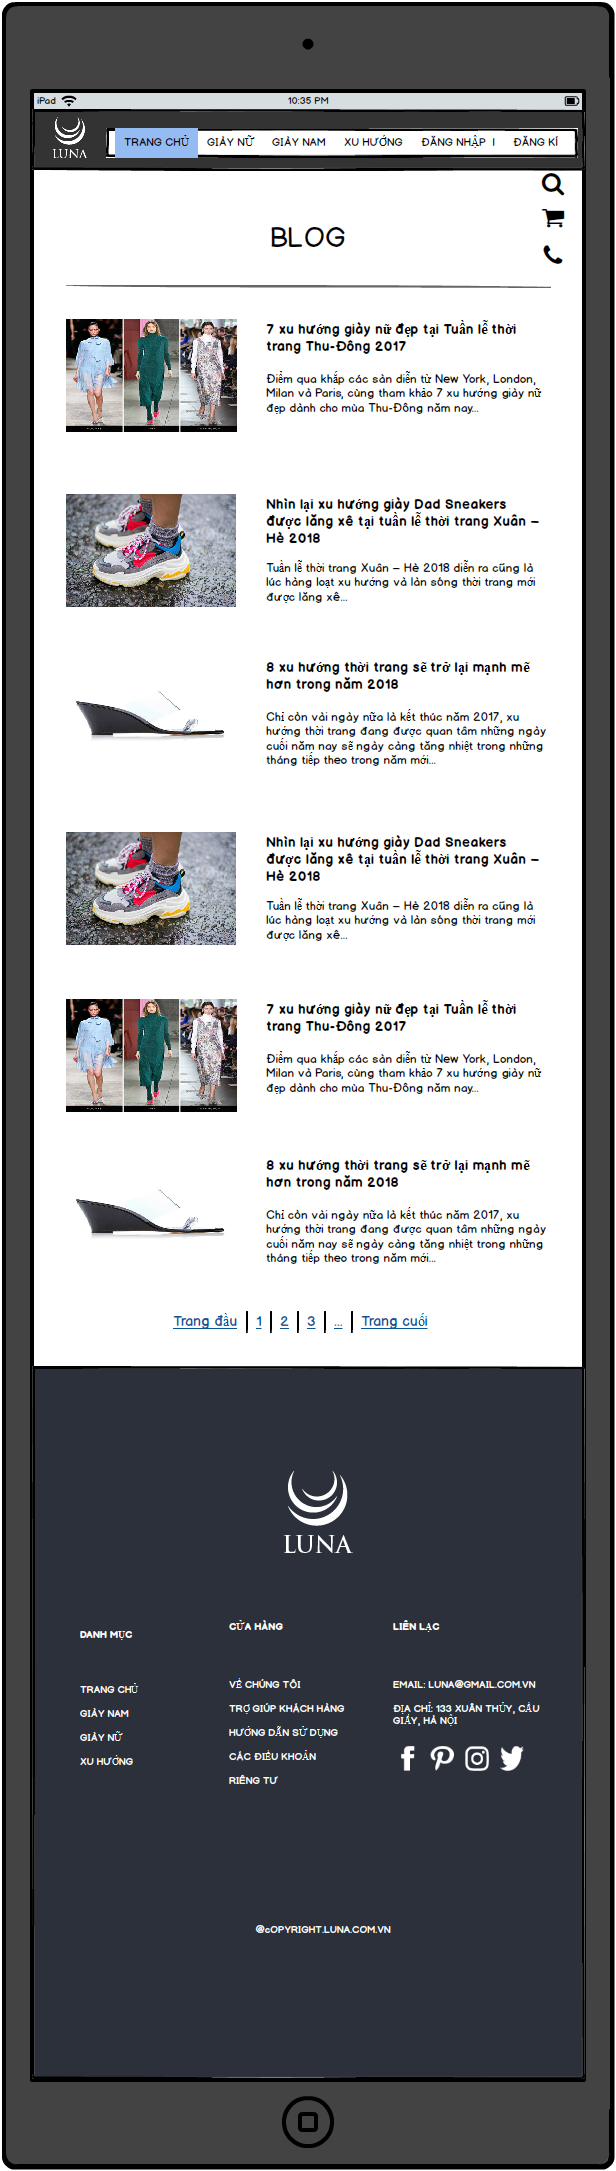 iPad 10:35 PM
LUNA
TRANG CHỦ GIÀY NỮ GIÀY NAM XU HƯỚNG ĐĂNG NHẬP I ĐĂNG KÍ
BLOG
7 xu hướng giày nữ đẹp tại Tuần lễ thời
trang Thu-Đông 2017
Điểm qua khắp các sàn diễn từ New York, London,
Milan và Paris, cùng tham khảo 7 xu hướng giày nữ
đẹp dành cho mùa Thu-Đông năm nay...
Nhìn lại xu hướng giày Dad Sneakers
được lăng xê tại tuần lễ thời trang Xuân –
Hè 2018
Tuần lễ thời trang Xuân – Hè 2018 diễn ra cũng là
lúc hàng loạt xu hướng và làn sóng thời trang mới
được lăng xê...
8 xu hướng thời trang sẽ trở lại mạnh mẽ
hơn trong năm 2018
Chỉ còn vài ngày nữa là kết thúc năm 2017, xu
hướng thời trang đang được quan tâm những ngày
cuối năm nay sẽ ngày càng tăng nhiệt trong những
tháng tiếp theo trong năm mới...
Nhìn lại xu hướng giày Dad Sneakers
được lăng xê tại tuần lễ thời trang Xuân –
Hè 2018
Tuần lễ thời trang Xuân – Hè 2018 diễn ra cũng là
lúc hàng loạt xu hướng và làn sóng thời trang mới
được lăng xê...
7 xu hướng giày nữ đẹp tại Tuần lễ thời
trang Thu-Đông 2017
Điểm qua khắp các sàn diễn từ New York, London,
Milan và Paris, cùng tham khảo 7 xu hướng giày nữ
đẹp dành cho mùa Thu-Đông năm nay...
8 xu hướng thời trang sẽ trở lại mạnh mẽ
hơn trong năm 2018
Chỉ còn vài ngày nữa là kết thúc năm 2017, xu
hướng thời trang đang được quan tâm những ngày
cuối năm nay sẽ ngày càng tăng nhiệt trong những
tháng tiếp theo trong năm mới...
Trang đầu | 1 | 2 | 3 | ... | Trang cuối
LUNA
DANH MỤC
TRANG CHỦ
GIÀY NAM
GIÀY NỮ
XU HƯỚNG
CỬA HÀNG
VỀ CHÚNG TÔI
TRỢ GIÚP KHÁCH HÀNG
HƯỚNG DẪN SỬ DỤNG
CÁC ĐIỀU KHOẢN
RIÊNG TƯ
LIÊN LẠC
EMAIL: LUNA@GMAIL.COM.VN
ĐỊA CHỈ: 133 XUÂN THỦY, CẦU
GIẤY, HÀ NỘI
@cOPYRIGHT.LUNA.COM.VN